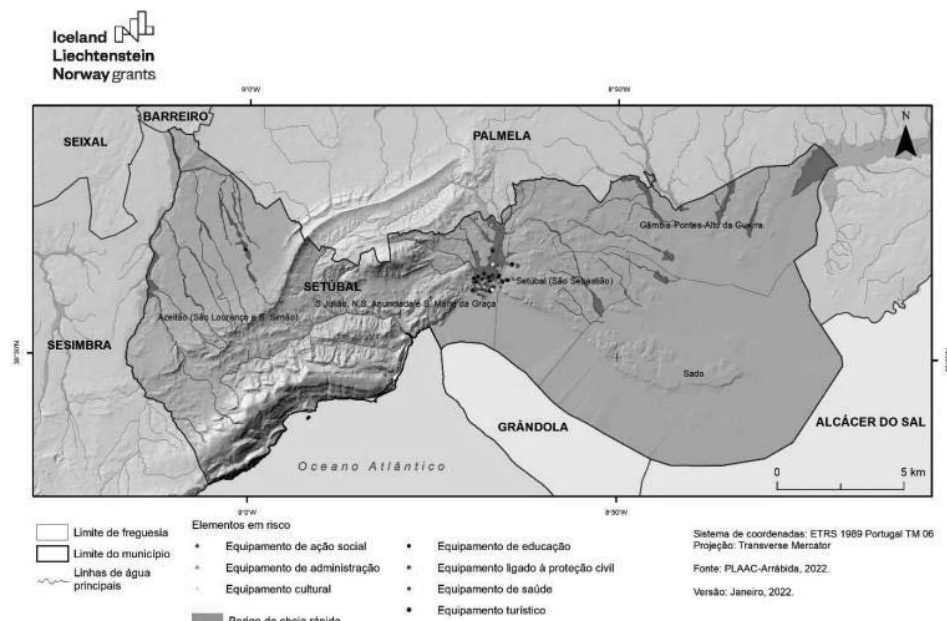 Iceland
Liechtenstein
Norway grants
9°0'W
8°50'W
BARREIRO
SEIXAL
PALMELA
N
Gâmbia-Pontes-Alto da Guerra
SETÚBAL
Setúbal (São Sebastião)
S. Julião, N.S. Anunciada e S. Maria da Graça
Azeitão (São Lourenço e S. Simão)
SESIMBRA
Sado
GRÂNDOLA
ALCÁCER DO SAL
Oceano Atlântico
0 5 km
9°0'W
8°50'W
Limite de freguesia
Limite do município
Linhas de água
principais
Elementos em risco
Equipamento de ação social
Equipamento de administração
Equipamento cultural
Perigo de cheia rápida
Equipamento de educação
Equipamento ligado à proteção civil
Equipamento de saúde
Equipamento turístico
Sistema de coordenadas: ETRS 1989 Portugal TM 06
Projeção: Transverse Mercator
Fonte: PLAAC-Arrábida, 2022.
Versão: Janeiro, 2022.